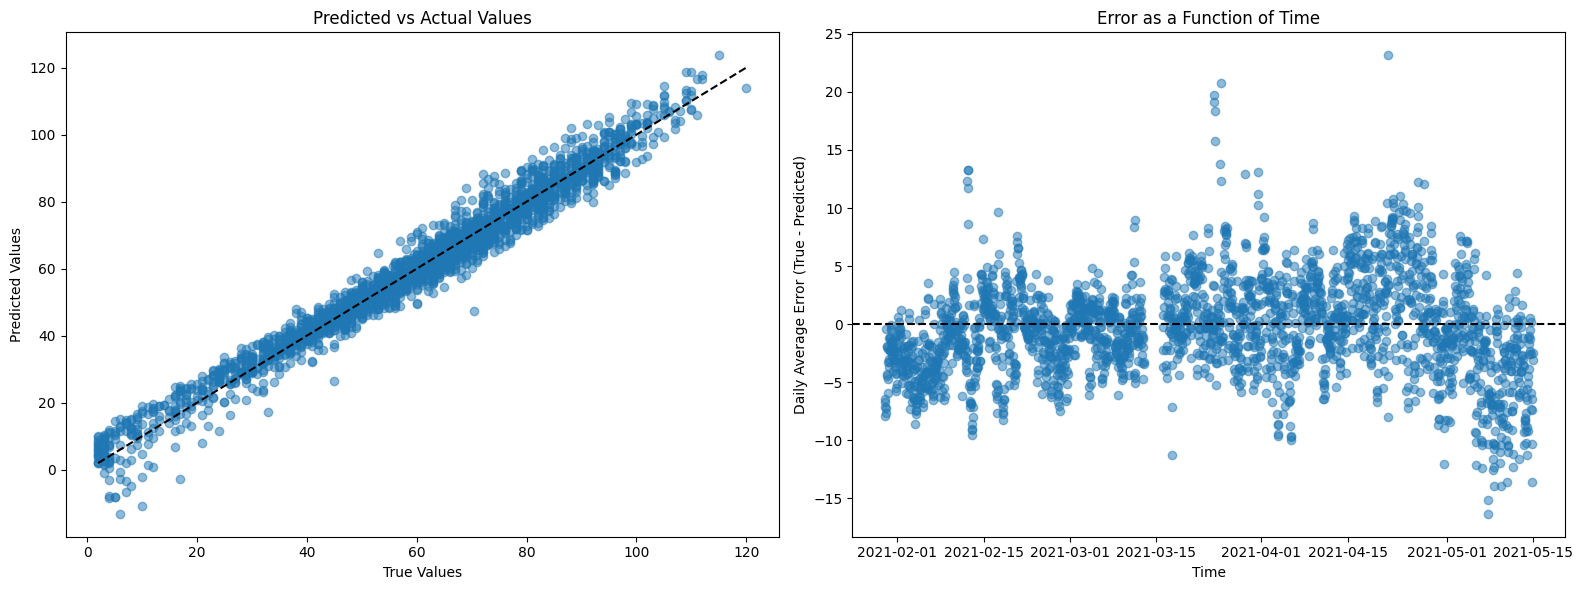 Predicted vs Actual Values
Predicted Values
120
100
80
60
40
20
0
0 20 40 60 80 100 120
True Values
Error as a Function of Time
Daily Average Error (True - Predicted)
25
20
15
10
5
0
−5
−10
−15
2021-02-01 2021-02-15 2021-03-01 2021-03-15 2021-04-01 2021-04-15 2021-05-01 2021-05-15
Time